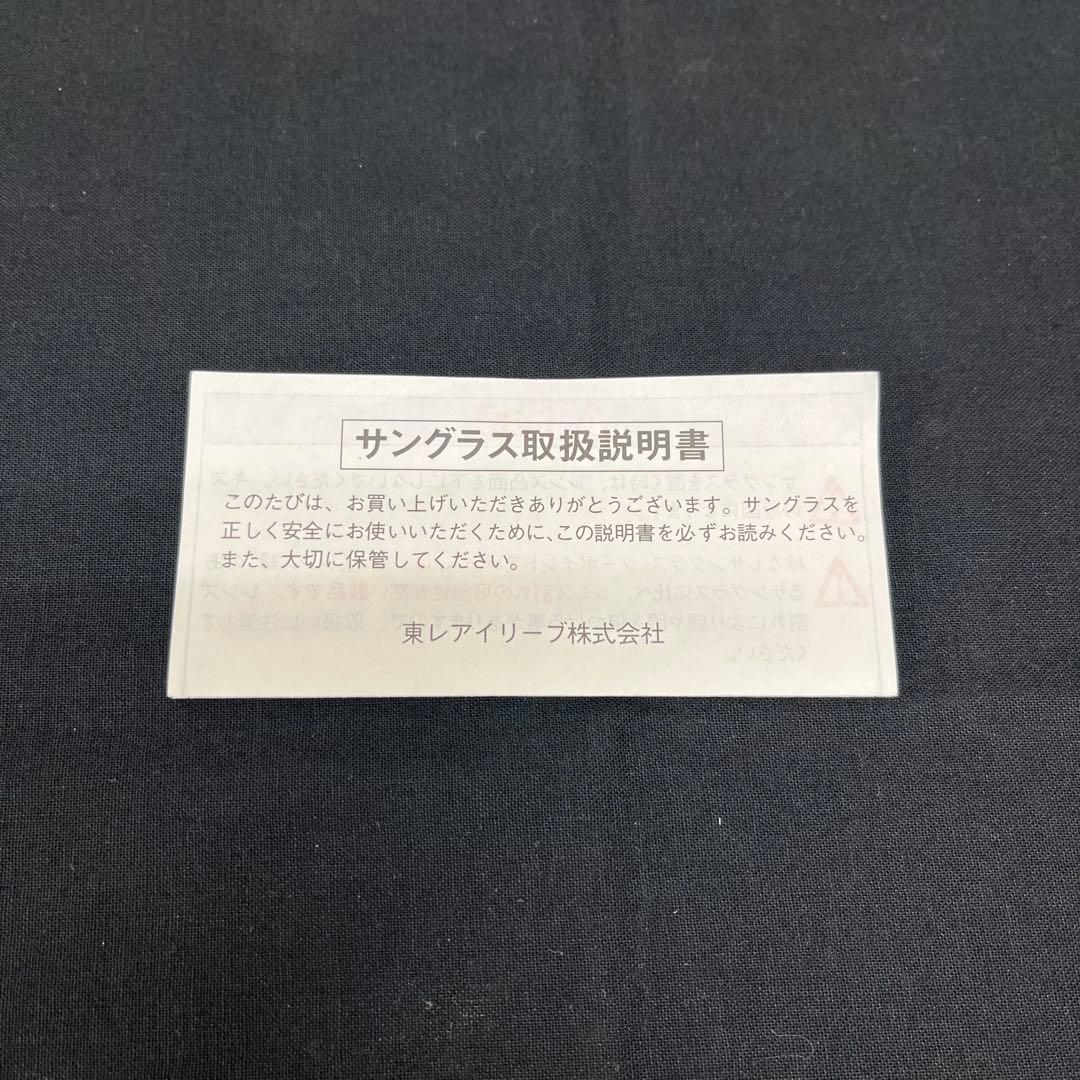 サングラス取扱説明書
このたびは、お買い上げいただきありがとうございます。サングラスを
正しく安全にお使いいただくために、この説明書を必ずお読みください。
また、大切に保管してください。
東レアイリーブ株式会社